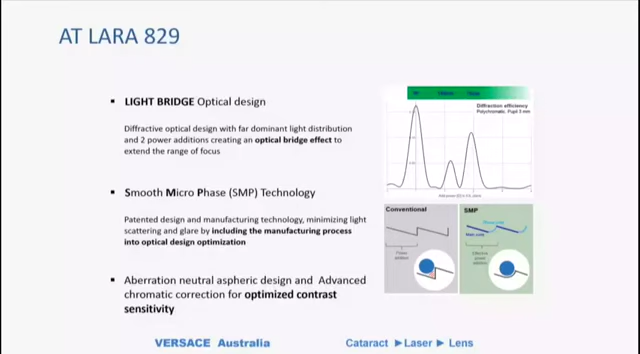 AT LARA 829
▪ LIGHT BRIDGE Optical design
Diffractive optical design with far dominant light distribution
and 2 power additions creating an optical bridge effect to
extend the range of focus
▪ Smooth Micro Phase (SMP) Technology
Patented design and manufacturing technology, minimizing light
scattering and glare by including the manufacturing process
into optical design optimization
▪ Aberration neutral aspheric design and Advanced
chromatic correction for optimized contrast
sensitivity
Diffraction efficiency
Polychromatic, Pupil 3 mm
Conventional
SMP
VERSACE Australia
Cataract ►Laser ► Lens